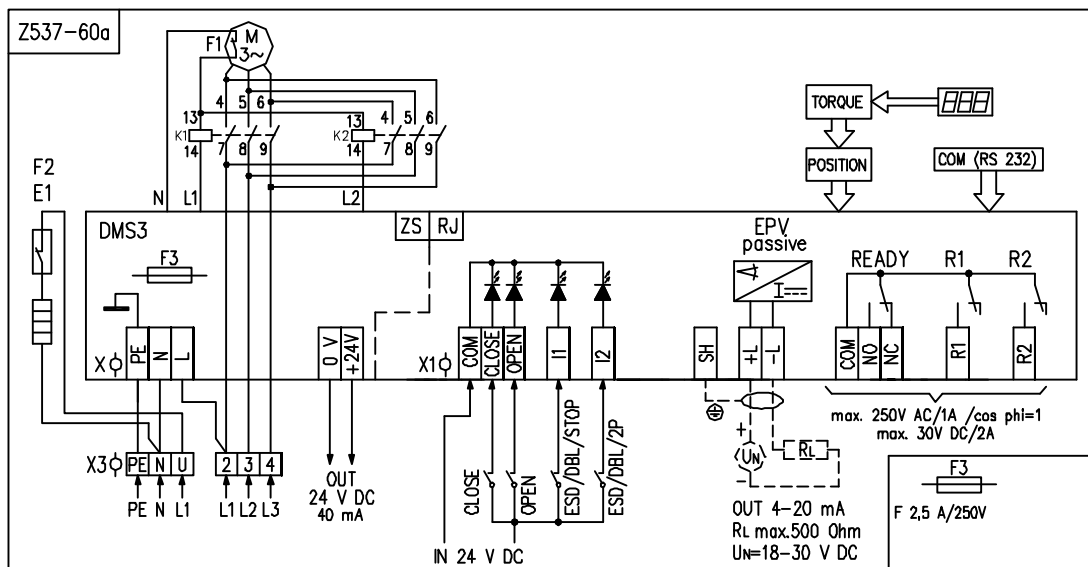 Z537-60a
F1
M
3~
4 5 6
13
K1
14
7 8 9
13
4 5 6
K2
14
7 8 9
TORQUE
POSITION
COM (RS 232)
F2
E1
N
L1
L2
DMS3
F3
ZS
RJ
EPV
passive
READY
R1
R2
X
PE
N
L
0 V
+24V
X1
COM
CLOSE
OPEN
I1
I2
SH
+L
-L
COM
NO
NC
R1
R2
max. 250V AC/1A /cos phi=1
max. 30V DC/2A
X3
PE
N
U
2
3
4
PE N L1
L1 L2 L3
OUT
24 V DC
40 mA
CLOSE
OPEN
ESD/DBL/STOP
ESD/DBL/2P
IN 24 V DC
+
UN
-
RL
OUT 4-20 mA
RL max.500 Ohm
UN=18-30 V DC
F3
F 2,5 A/250V